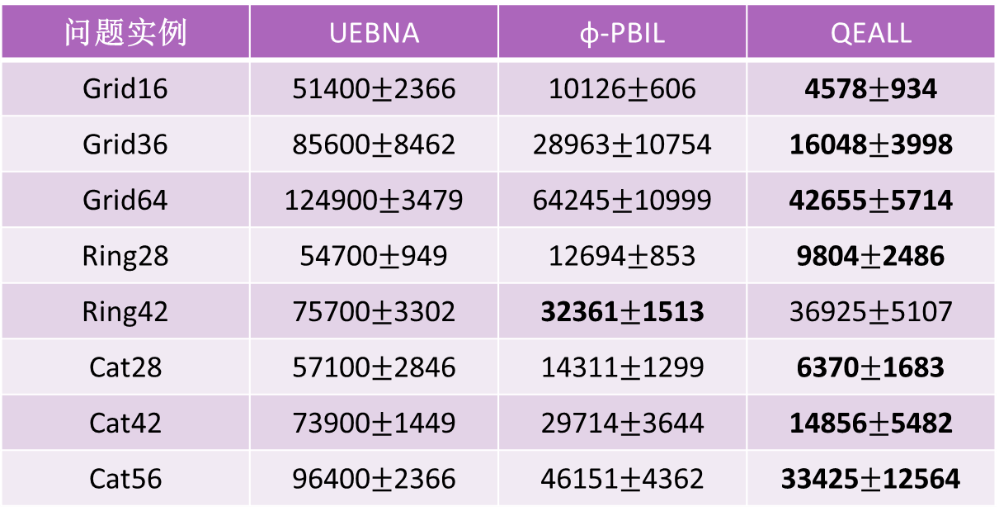 问题实例 UEBNA ф-PBIL QEALL
Grid16 51400±2366 10126±606 4578±934
Grid36 85600±8462 28963±10754 16048±3998
Grid64 124900±3479 64245±10999 42655±5714
Ring28 54700±949 12694±853 9804±2486
Ring42 75700±3302 32361±1513 36925±5107
Cat28 57100±2846 14311±1299 6370±1683
Cat42 73900±1449 29714±3644 14856±5482
Cat56 96400±2366 46151±4362 33425±12564